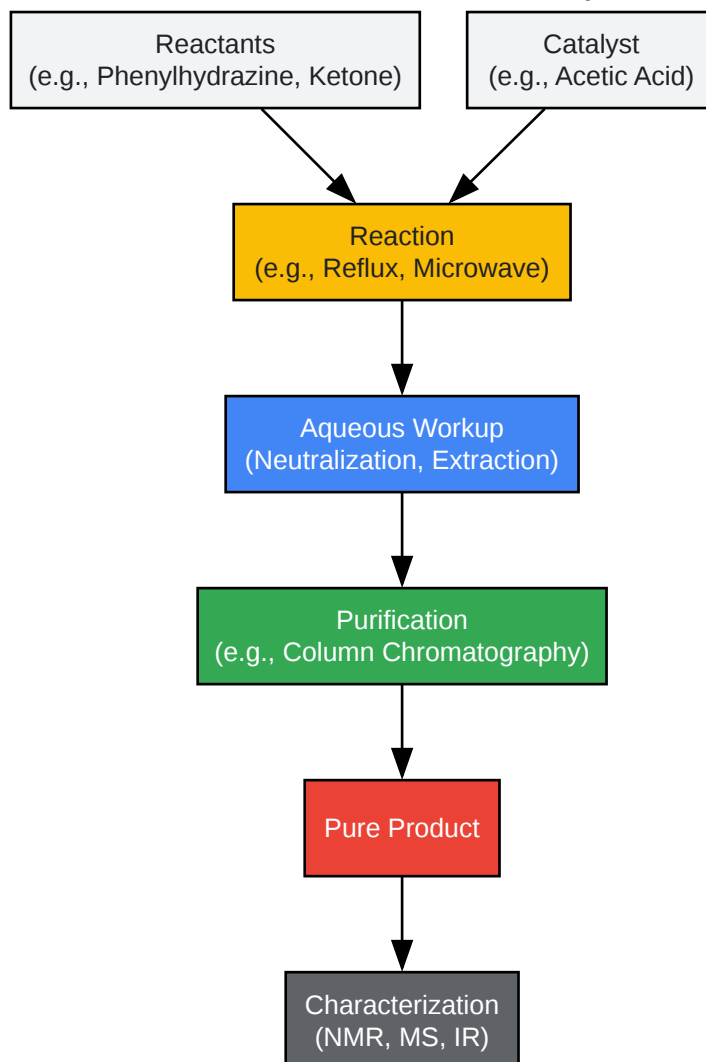 Reactants
(e.g., Phenylhydrazine, Ketone)
Catalyst
(e.g., Acetic Acid)
Reaction
(e.g., Reflux, Microwave)
Aqueous Workup
(Neutralization, Extraction)
Purification
(e.g., Column Chromatography)
Pure Product
Characterization
(NMR, MS, IR)